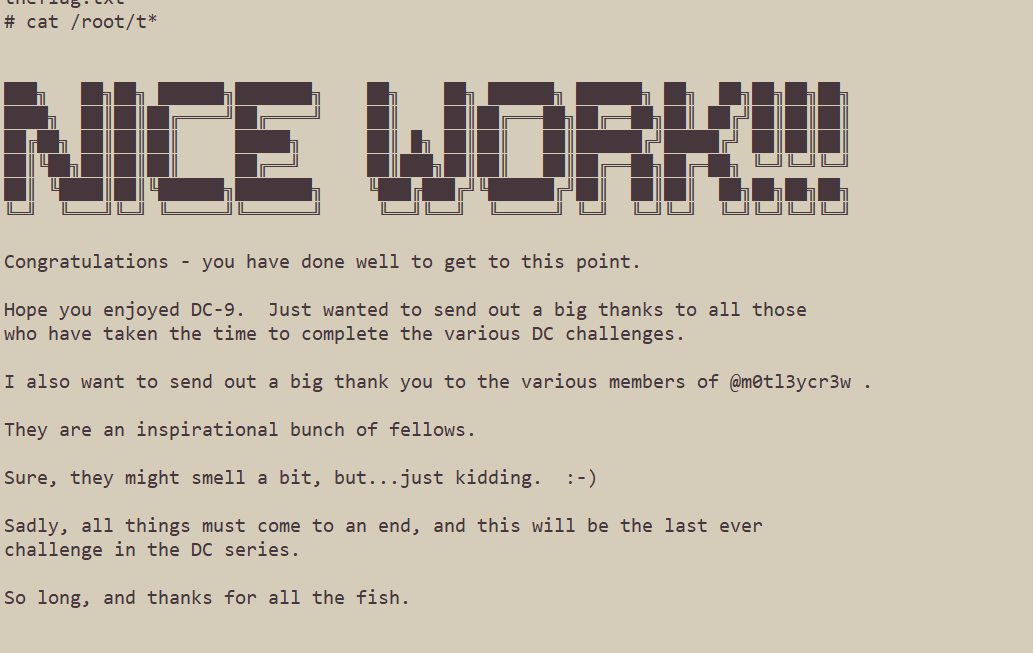 theflag.txt
# cat /root/t*
NICE WORK!!!
Congratulations - you have done well to get to this point.
Hope you enjoyed DC-9.  Just wanted to send out a big thanks to all those
who have taken the time to complete the various DC challenges.
I also want to send out a big thank you to the various members of @m0tl3ycr3w .
They are an inspirational bunch of fellows.
Sure, they might smell a bit, but...just kidding.  :-)
Sadly, all things must come to an end, and this will be the last ever
challenge in the DC series.
So long, and thanks for all the fish.